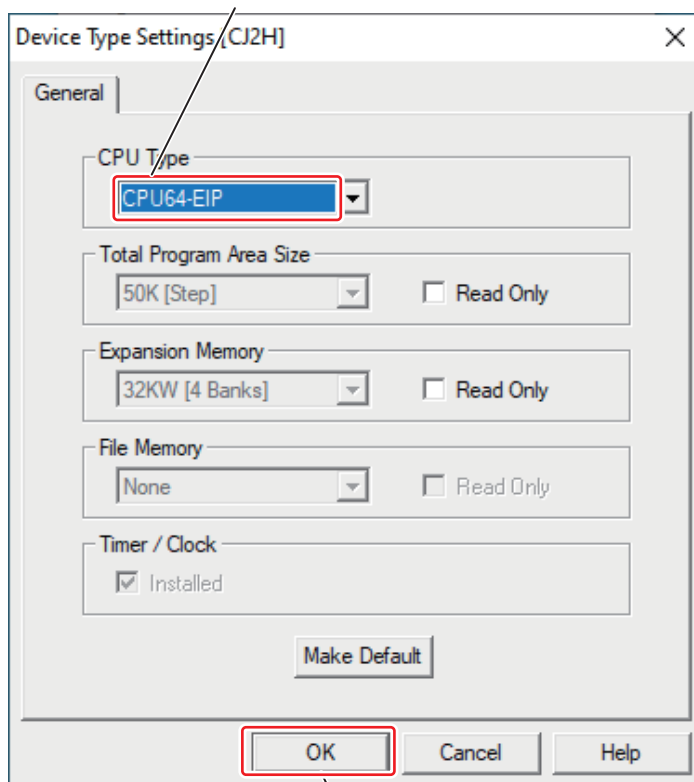 Device Type Settings [CJ2H]
General
CPU Type
CPU64-EIP
Total Program Area Size
50K [Step]
Read Only
Expansion Memory
32KW [4 Banks]
Read Only
File Memory
None
Read Only
Timer / Clock
Installed
Make Default
OK Cancel Help